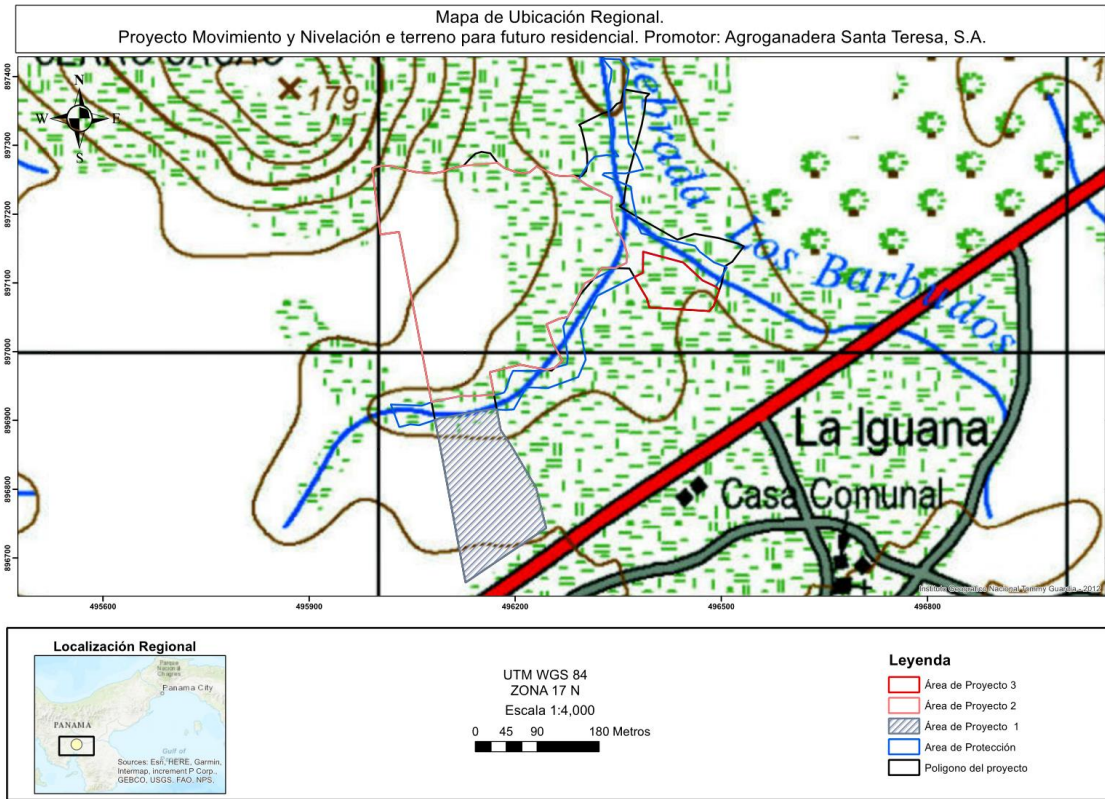 Mapa de Ubicación Regional.
Proyecto Movimiento y Nivelación e terreno para futuro residencial. Promotor: Agroganadera Santa Teresa, S.A.
897400
897300
897200
897100
897000
896900
896800
896700
N
W
E
S
179
Quebrada Los Barbudos
La Iguana
Casa Comunal
Instituto Geográfico Nacional Tommy Guardia - 2012
495600
495900
496200
496500
496800
Localización Regional
Parque
Nacional
Chagres
Panama City
PANAMA
Gulf of
Sources: Esri, HERE, Garmin,
Intermap, increment P Corp.,
GEBCO, USGS, FAO, NPS,
UTM WGS 84
ZONA 17 N
Escala 1:4,000
0 45 90 180 Metros
Leyenda
Área de Proyecto 3
Área de Proyecto 2
Área de Proyecto 1
Area de Protección
Poligono del proyecto